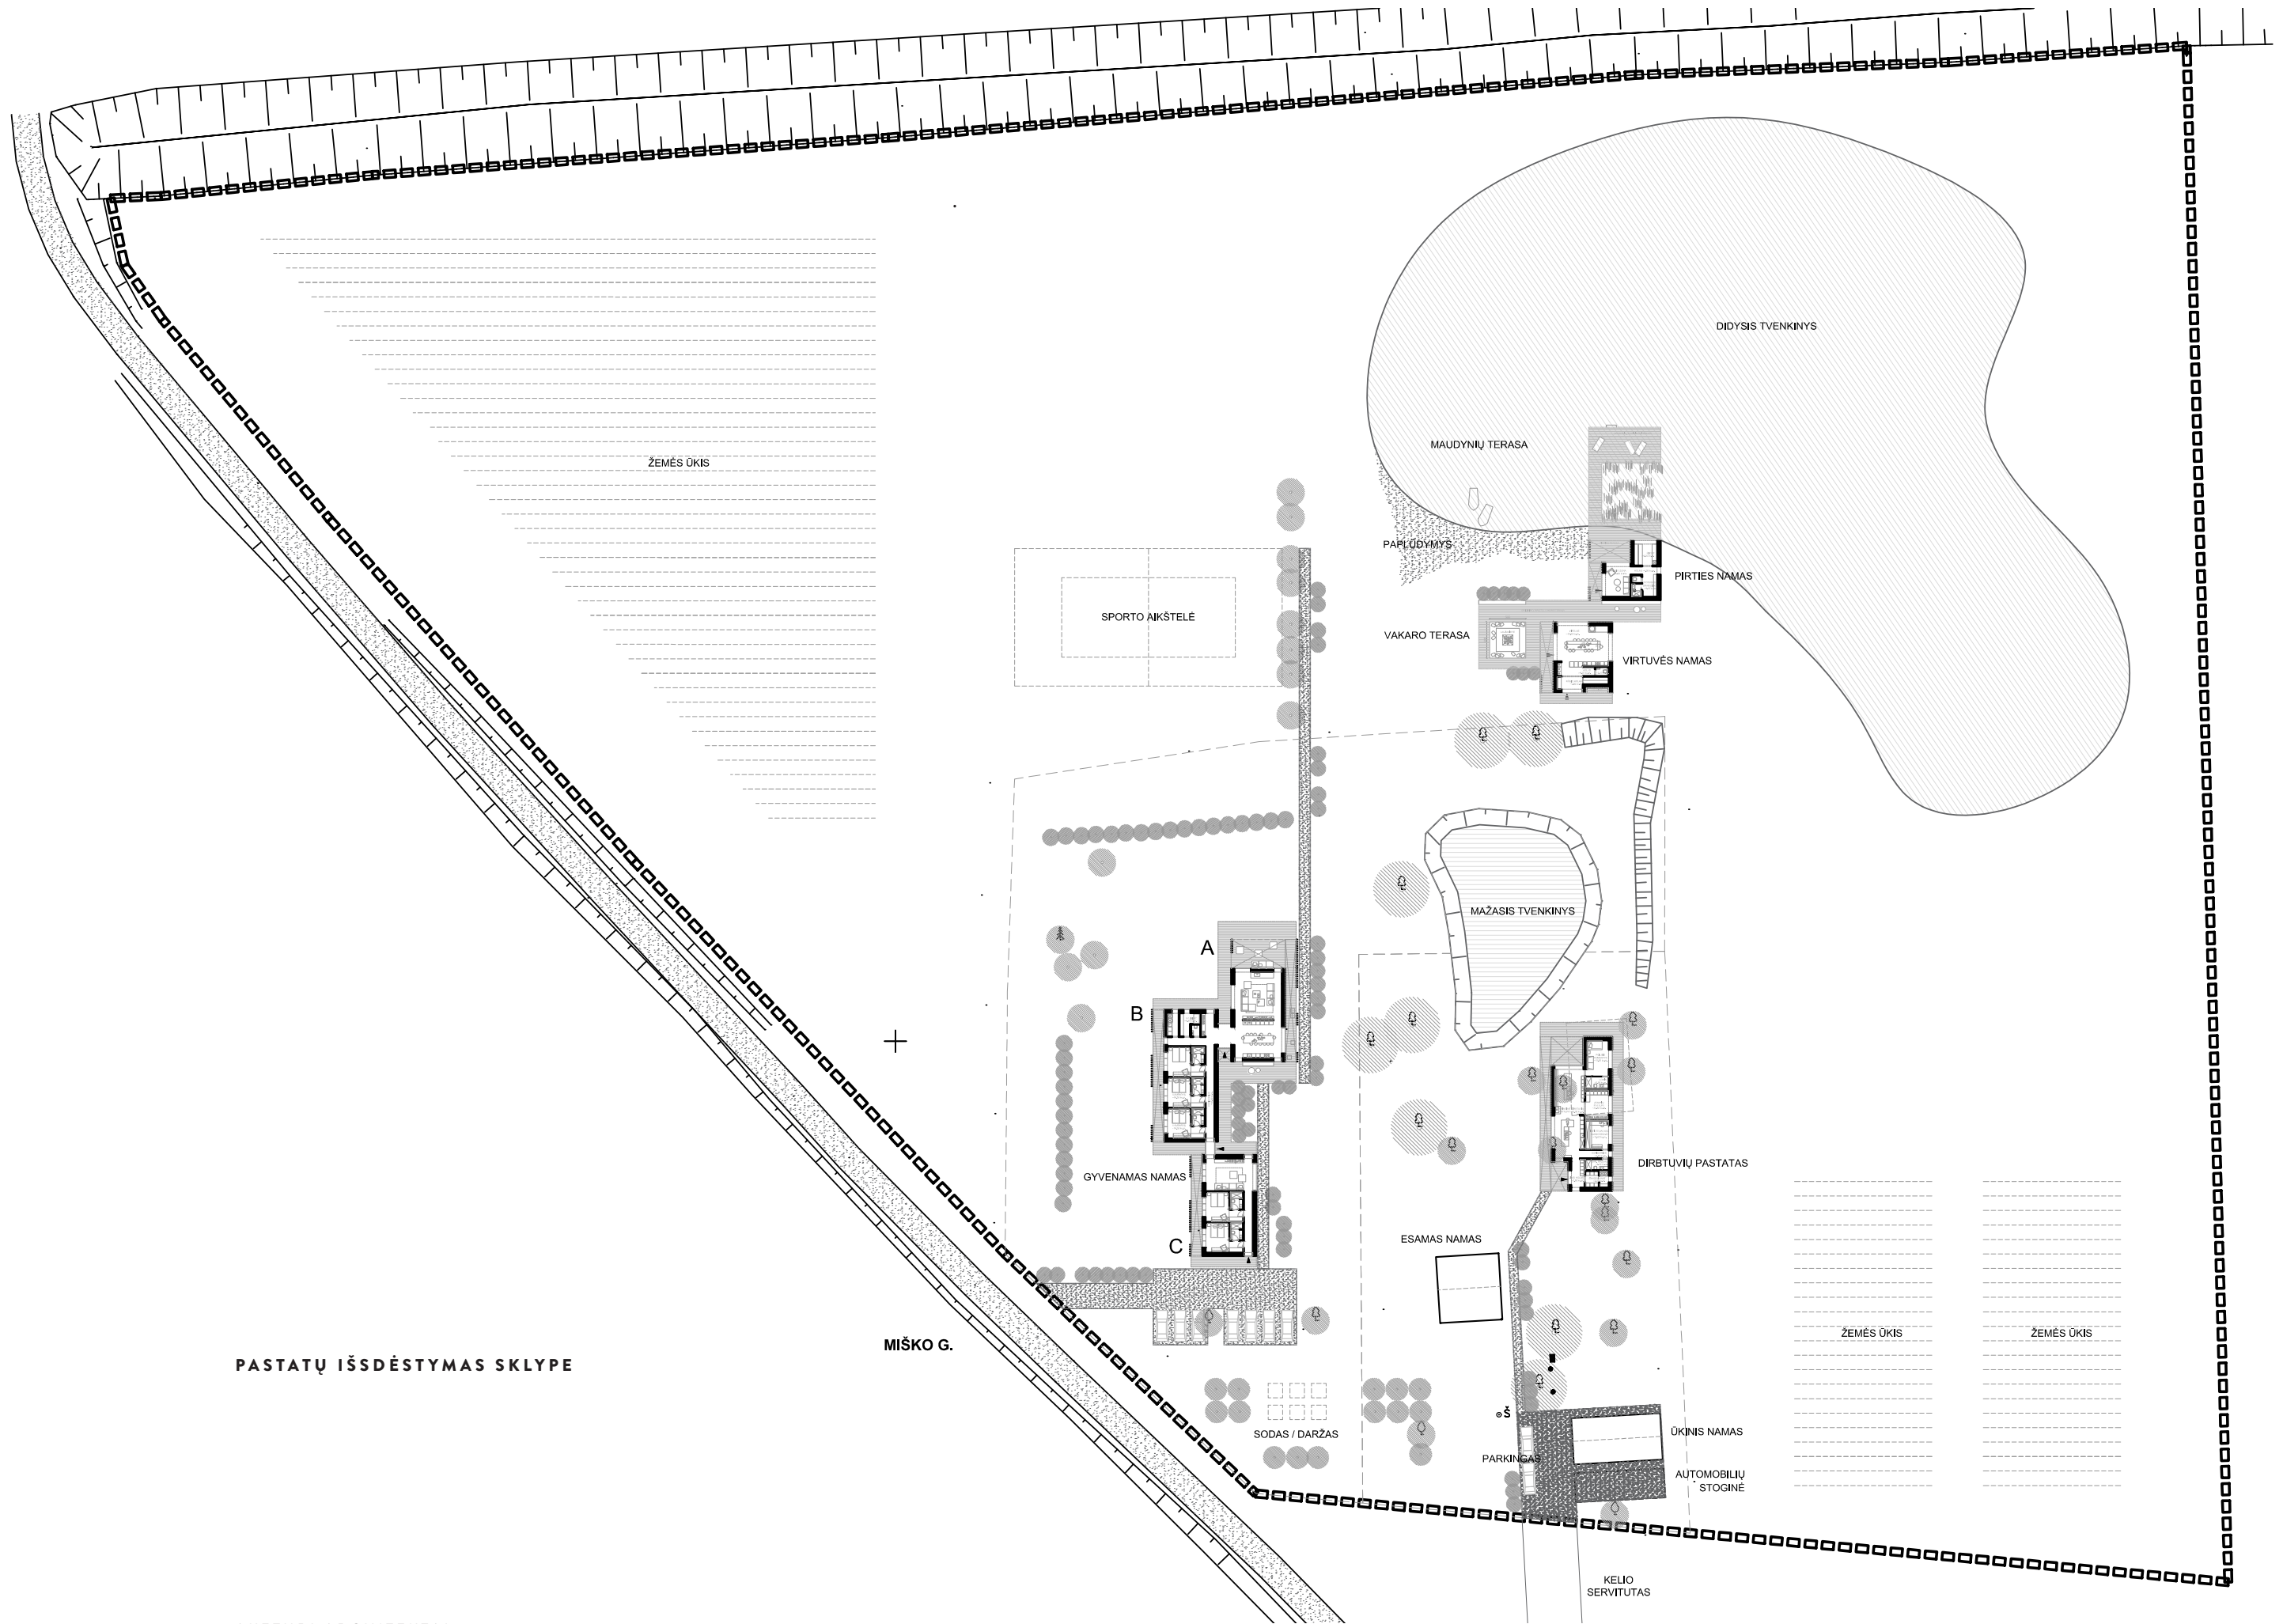 DIDYSIS TVENKINYS
MAUDYNIŲ TERASA
ŽEMĖS ŪKIS
PAPLŪDYMYS
PIRTIES NAMAS
SPORTO AIKŠTELĖ
VAKARO TERASA
VIRTUVĖS NAMAS
MAŽASIS TVENKINYS
A
B
DIRBTUVIŲ PASTATAS
GYVENAMAS NAMAS
ESAMAS NAMAS
C
ŽEMĖS ŪKIS
ŽEMĖS ŪKIS
MIŠKO G.
PASTATŲ IŠSDĖSTYMAS SKLYPE
Š
SODAS / DARŽAS
ŪKINIS NAMAS
PARKINGAS
AUTOMOBILIŲ
STOGINĖ
KELIO
SERVITUTAS